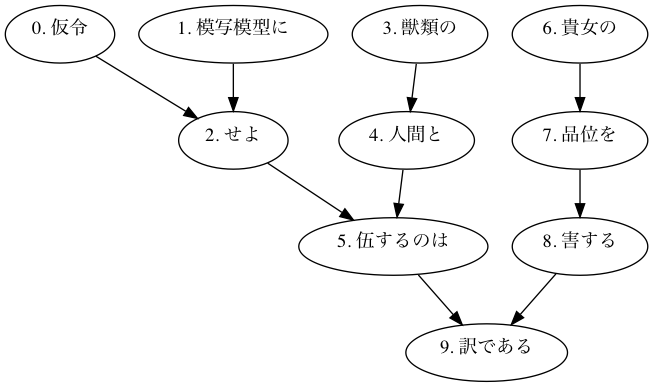 0. 仮令
1. 模写模型に
3. 獣類の
6. 貴女の
2. せよ
4. 人間と
7. 品位を
5. 伍するのは
8. 害する
9. 訳である